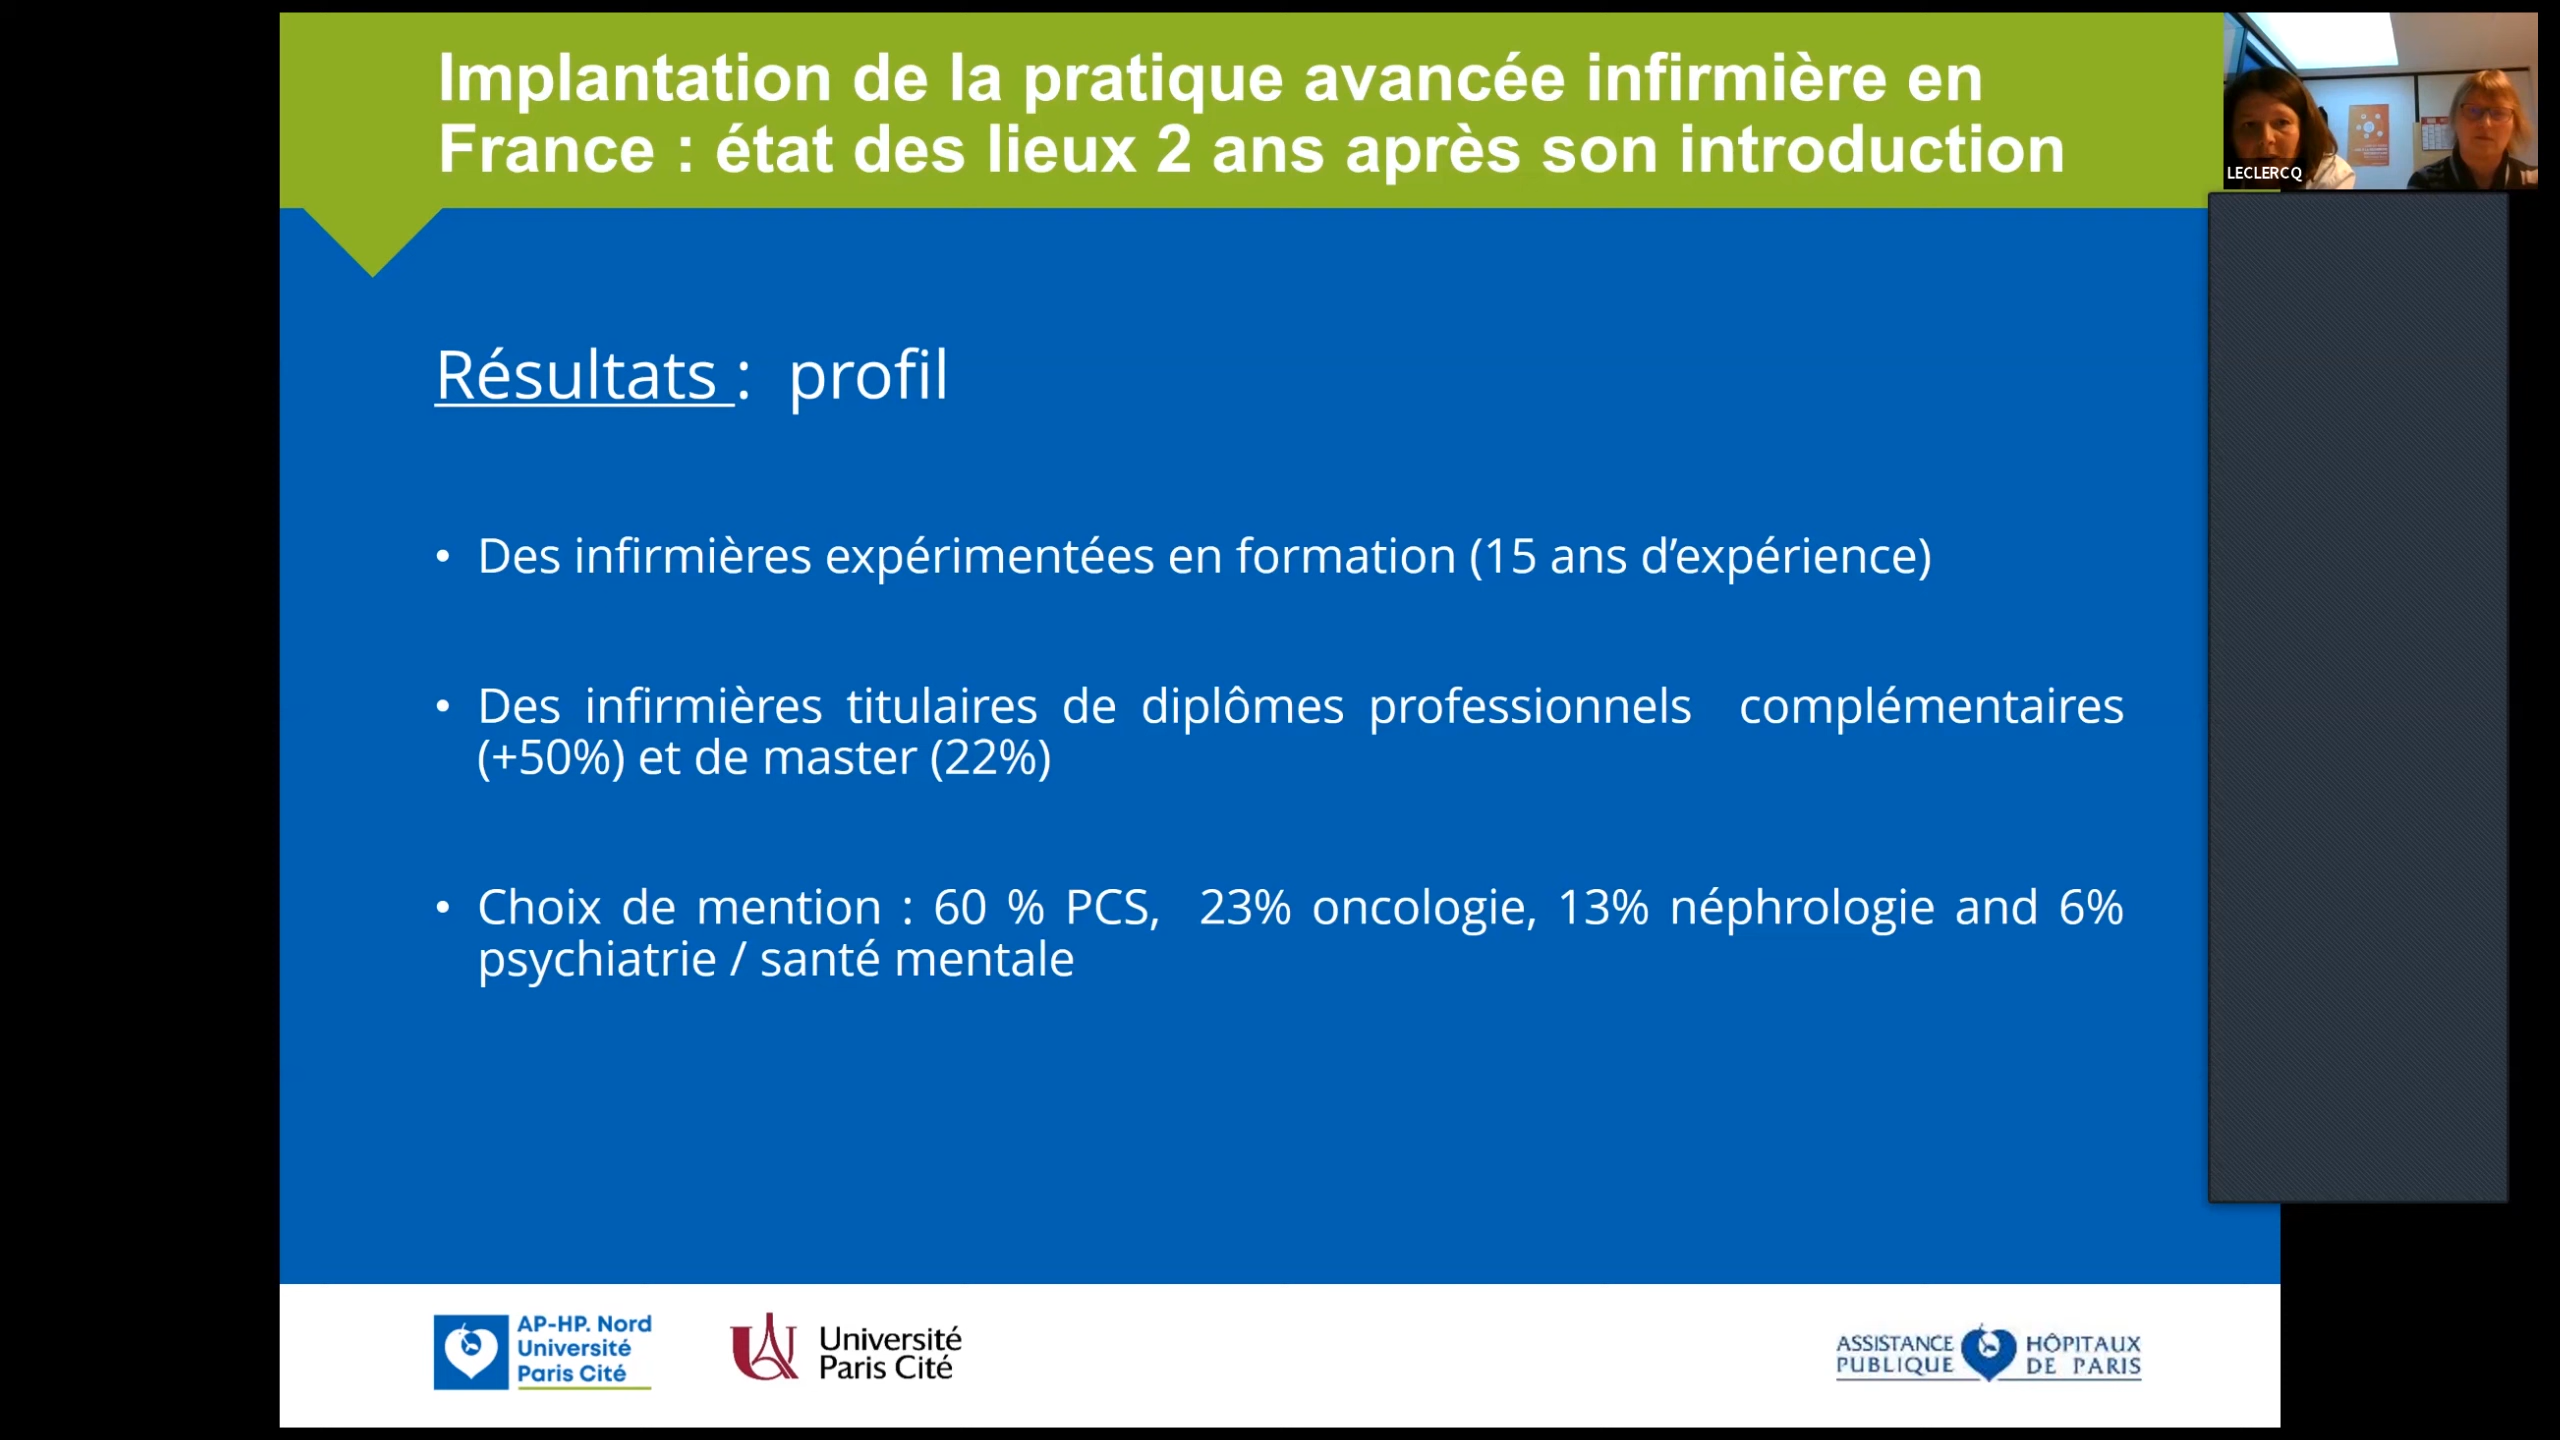 Implantation de la pratique avancée infirmière en
France : état des lieux 2 ans après son introduction
LECLERCQ
Résultats : profil
• Des infirmières expérimentées en formation (15 ans d’expérience)
• Des infirmières titulaires de diplômes professionnels complémentaires
(+50%) et de master (22%)
• Choix de mention : 60 % PCS, 23% oncologie, 13% néphrologie and 6%
psychiatrie / santé mentale
AP-HP. Nord
Université
Paris Cité
Université
Paris Cité
ASSISTANCE HÔPITAUX
PUBLIQUE DE PARIS